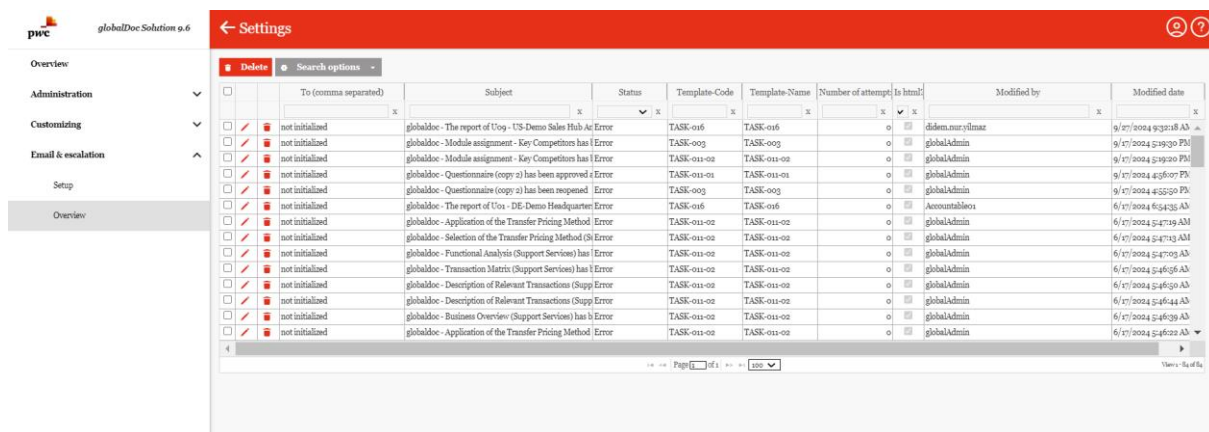 pwc
globalDoc Solution 9.6
← Settings
Overview
Administration
Customizing
Email & escalation
Setup
Overview
Delete Search options
To (comma separated) Subject Status Template-Code Template-Name Number of attempt: Is html? Modified by Modified date
x x x x x x x x x
not initialized globaldoc - The report of U09 - US-Demo Sales Hub Ar Error TASK-016 TASK-016 0 didem.nur.yilmaz 9/27/2024 9:32:18 AM
not initialized globaldoc - Module assignment - Key Competitors has l Error TASK-003 TASK-003 0 globalAdmin 9/17/2024 5:19:30 PM
not initialized globaldoc - Module assignment - Key Competitors has l Error TASK-011-02 TASK-011-02 0 globalAdmin 9/17/2024 5:19:20 PM
not initialized globaldoc - Questionnaire (copy 2) has been approved a Error TASK-011-01 TASK-011-01 0 globalAdmin 9/17/2024 4:56:07 PM
not initialized globaldoc - Questionnaire (copy 2) has been reopened Error TASK-003 TASK-003 0 globalAdmin 9/17/2024 4:55:50 PM
not initialized globaldoc - The report of U01 - DE-Demo Headquarter Error TASK-016 TASK-016 0 Accountable01 6/17/2024 6:54:35 AM
not initialized globaldoc - Application of the Transfer Pricing Method Error TASK-011-02 TASK-011-02 0 globalAdmin 6/17/2024 5:47:19 AM
not initialized globaldoc - Selection of the Transfer Pricing Method (S Error TASK-011-02 TASK-011-02 0 globalAdmin 6/17/2024 5:47:13 AM
not initialized globaldoc - Functional Analysis (Support Services) has Error TASK-011-02 TASK-011-02 0 globalAdmin 6/17/2024 5:47:03 AM
not initialized globaldoc - Transaction Matrix (Support Services) has l Error TASK-011-02 TASK-011-02 0 globalAdmin 6/17/2024 5:46:56 AM
not initialized globaldoc - Description of Relevant Transactions (Supp Error TASK-011-02 TASK-011-02 0 globalAdmin 6/17/2024 5:46:50 AM
not initialized globaldoc - Description of Relevant Transactions (Supp Error TASK-011-02 TASK-011-02 0 globalAdmin 6/17/2024 5:46:44 AM
not initialized globaldoc - Business Overview (Support Services) has b Error TASK-011-02 TASK-011-02 0 globalAdmin 6/17/2024 5:46:39 AM
not initialized globaldoc - Application of the Transfer Pricing Method Error TASK-011-02 TASK-011-02 0 globalAdmin 6/17/2024 5:46:22 AM
Page 1 of 1 100 View 1 - 84 of 84